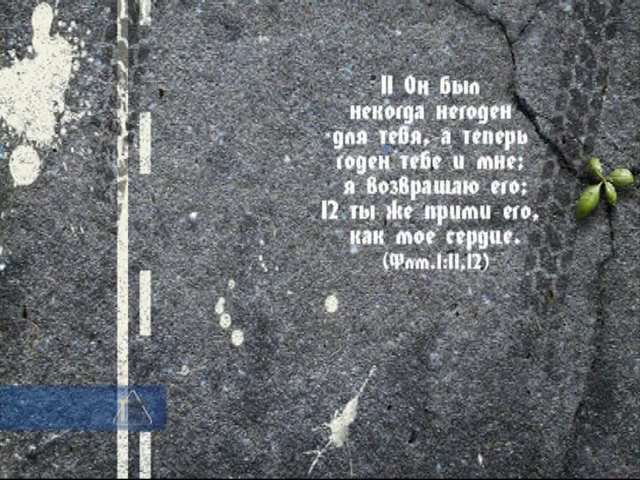 11 Он был
некогда негоден
для тебя, а теперь
годен тебе и мне;
я возвращаю его;
12 ты же прими его,
как мое сердце.
(Флм.1:11,12)